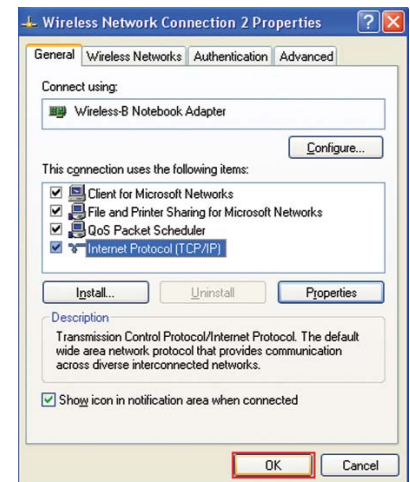 Wireless Network Connection 2 Properties
General Wireless Networks Authentication Advanced
Connect using:
Wireless-B Notebook Adapter
Configure...
This connection uses the following items:
Client for Microsoft Networks
File and Printer Sharing for Microsoft Networks
QoS Packet Scheduler
Internet Protocol (TCP/IP)
Install... Uninstall Properties
Description
Transmission Control Protocol/Internet Protocol. The default
wide area network protocol that provides communication
across diverse interconnected networks.
Show icon in notification area when connected
OK Cancel